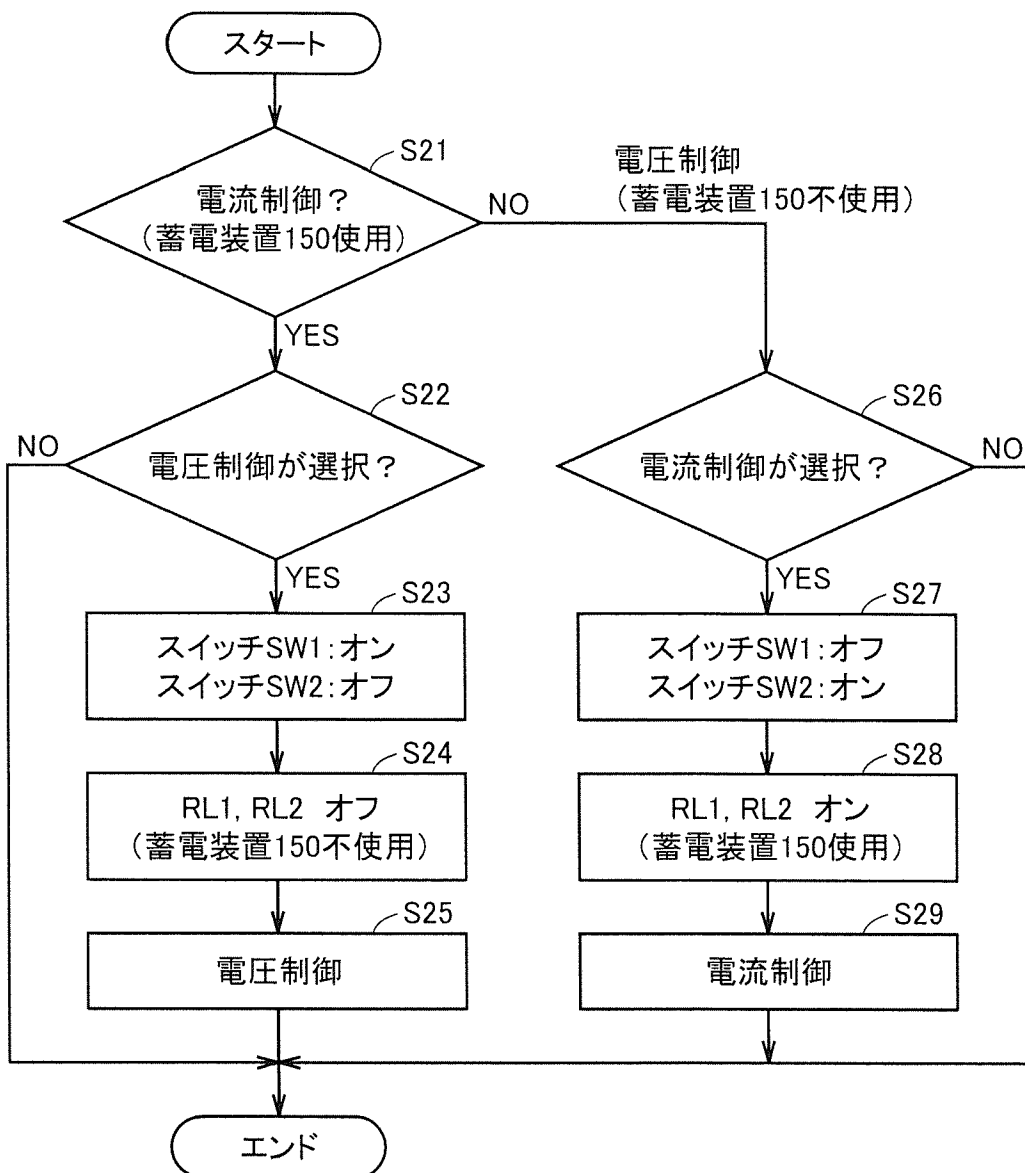 スタート
S21
電流制御？
（蓄電装置150使用）
NO
電圧制御
（蓄電装置150不使用）
YES
S22
電圧制御が選択？
NO
YES
S26
電流制御が選択？
NO
YES
S23
スイッチSW1：オン
スイッチSW2：オフ
S27
スイッチSW1：オフ
スイッチSW2：オン
S24
RL1, RL2 オフ
（蓄電装置150不使用）
S28
RL1, RL2 オン
（蓄電装置150使用）
S25
電圧制御
S29
電流制御
エンド